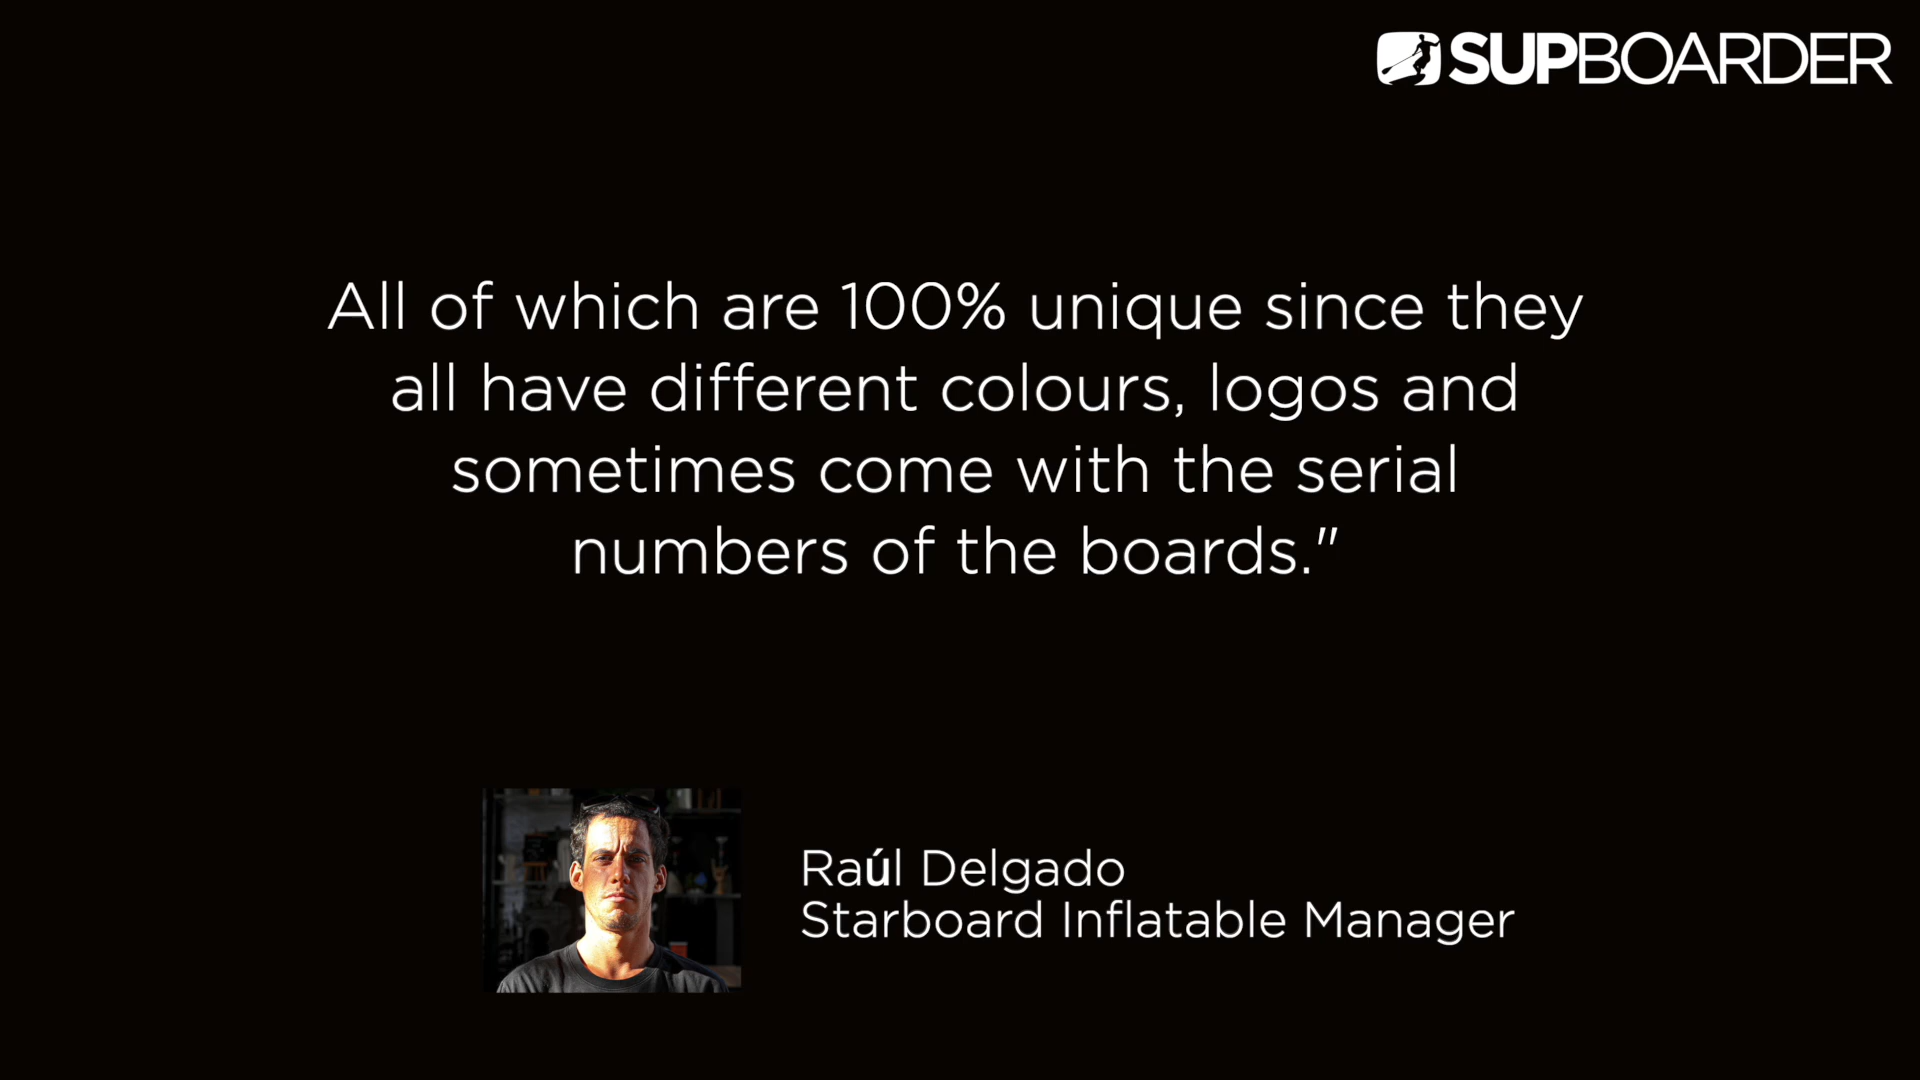 SUPBOARDER
All of which are 100% unique since they
all have different colours, logos and
sometimes come with the serial
numbers of the boards."
Raúl Delgado
Starboard Inflatable Manager